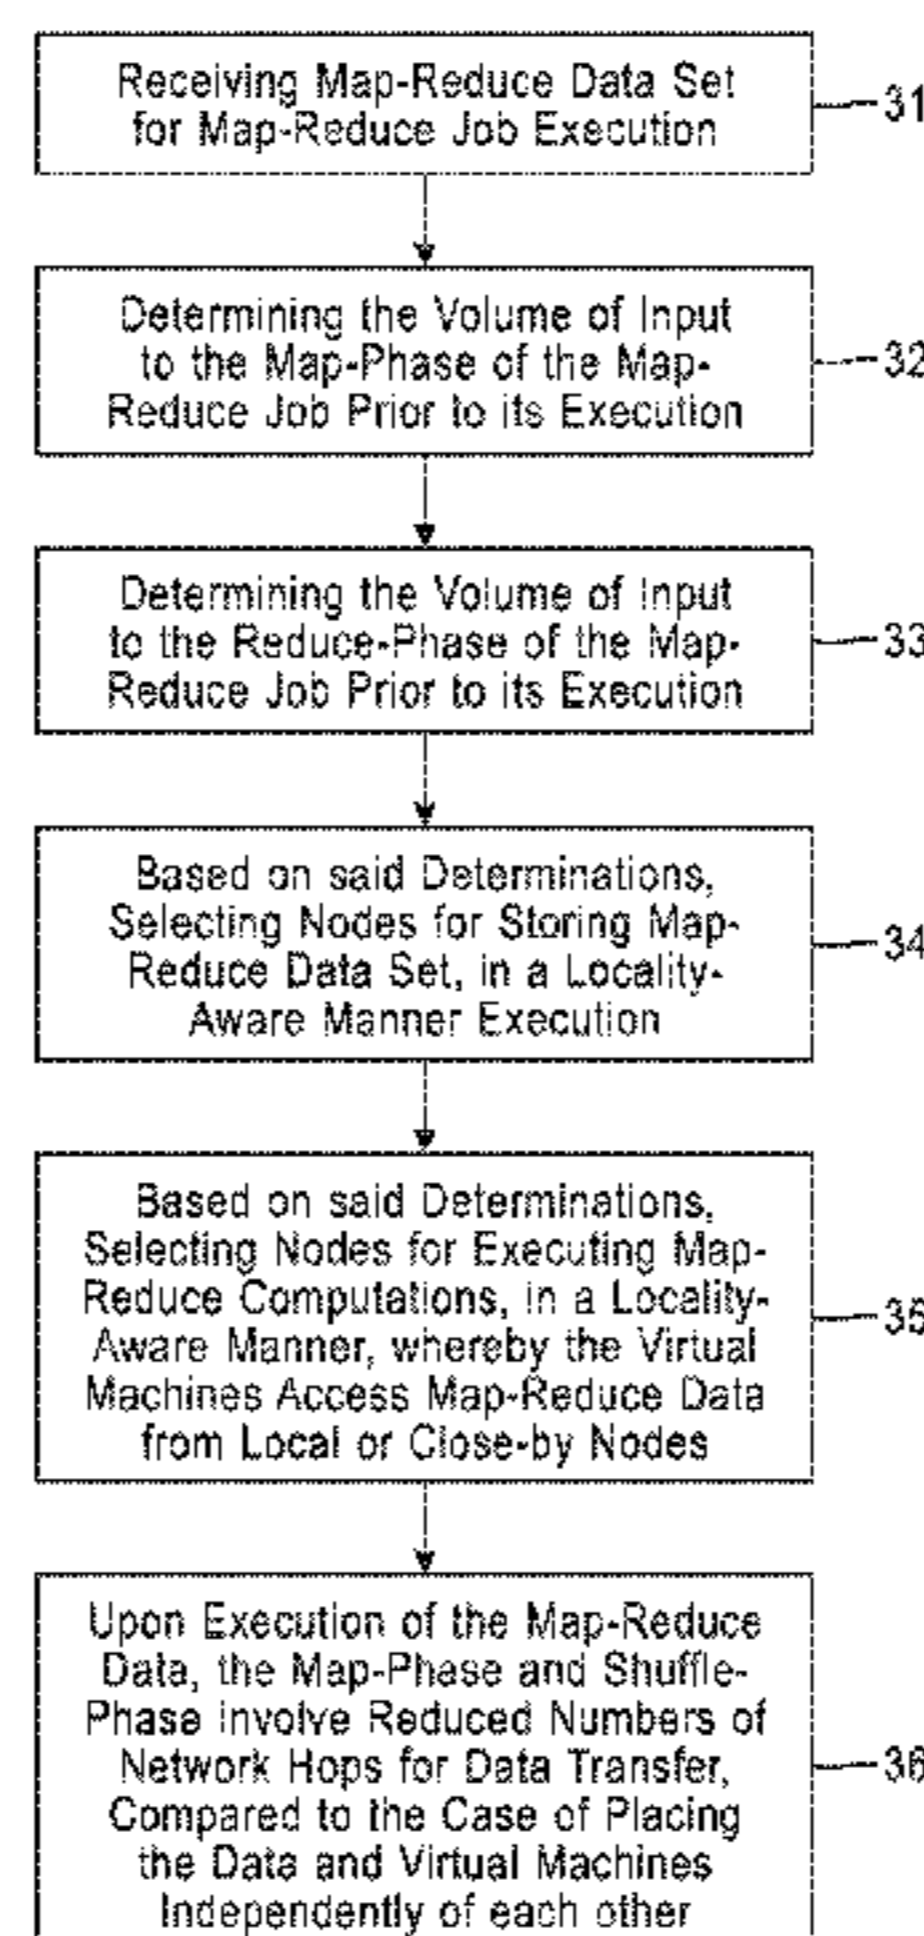 Receiving Map-Reduce Data Set
for Map-Reduce Job Execution
31
Determining the Volume of Input
to the Map-Phase of the Map-
Reduce Job Prior to its Execution
32
Determining the Volume of Input
to the Reduce-Phase of the Map-
Reduce Job Prior to its Execution
33
Based on said Determinations,
Selecting Nodes for Storing Map-
Reduce Data Set, in a Locality-
Aware Manner Execution
34
Based on said Determinations,
Selecting Nodes for Executing Map-
Reduce Computations, in a Locality-
Aware Manner, whereby the Virtual
Machines Access Map-Reduce Data
from Local or Close-by Nodes
35
Upon Execution of the Map-Reduce
Data, the Map-Phase and Shuffle-
Phase involve Reduced Numbers of
Network Hops for Data Transfer,
Compared to the Case of Placing
the Data and Virtual Machines
Independently of each other
36